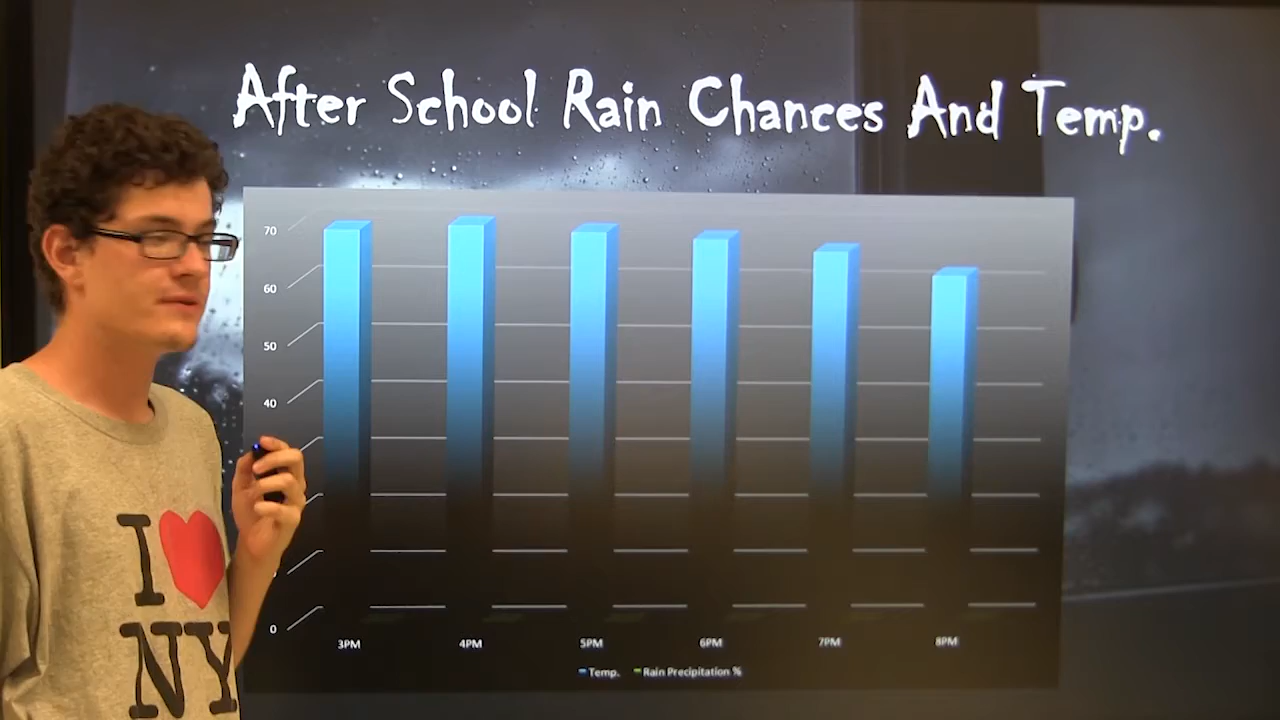 After School Rain Chances And Temp.
70
60
50
40
0
3PM 4PM 5PM 6PM 7PM 8PM
Temp. Rain Precipitation %
I
NY